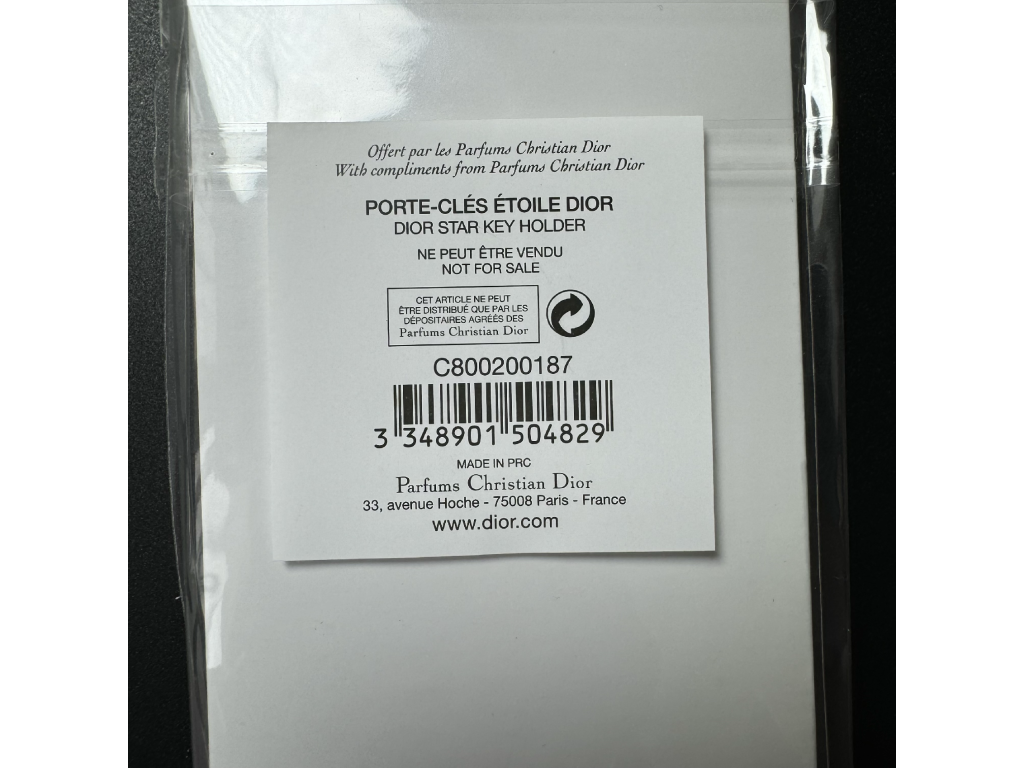 Offert par les Parfums Christian Dior
With compliments from Parfums Christian Dior
PORTE-CLÉS ÉTOILE DIOR
DIOR STAR KEY HOLDER
NE PEUT ÊTRE VENDU
NOT FOR SALE
CET ARTICLE NE PEUT
ÊTRE DISTRIBUÉ QUE PAR LES
DÉPOSITAIRES AGRÉÉS DES
Parfums Christian Dior
C800200187
3 348901 504829
MADE IN PRC
Parfums Christian Dior
33, avenue Hoche - 75008 Paris - France
www.dior.com